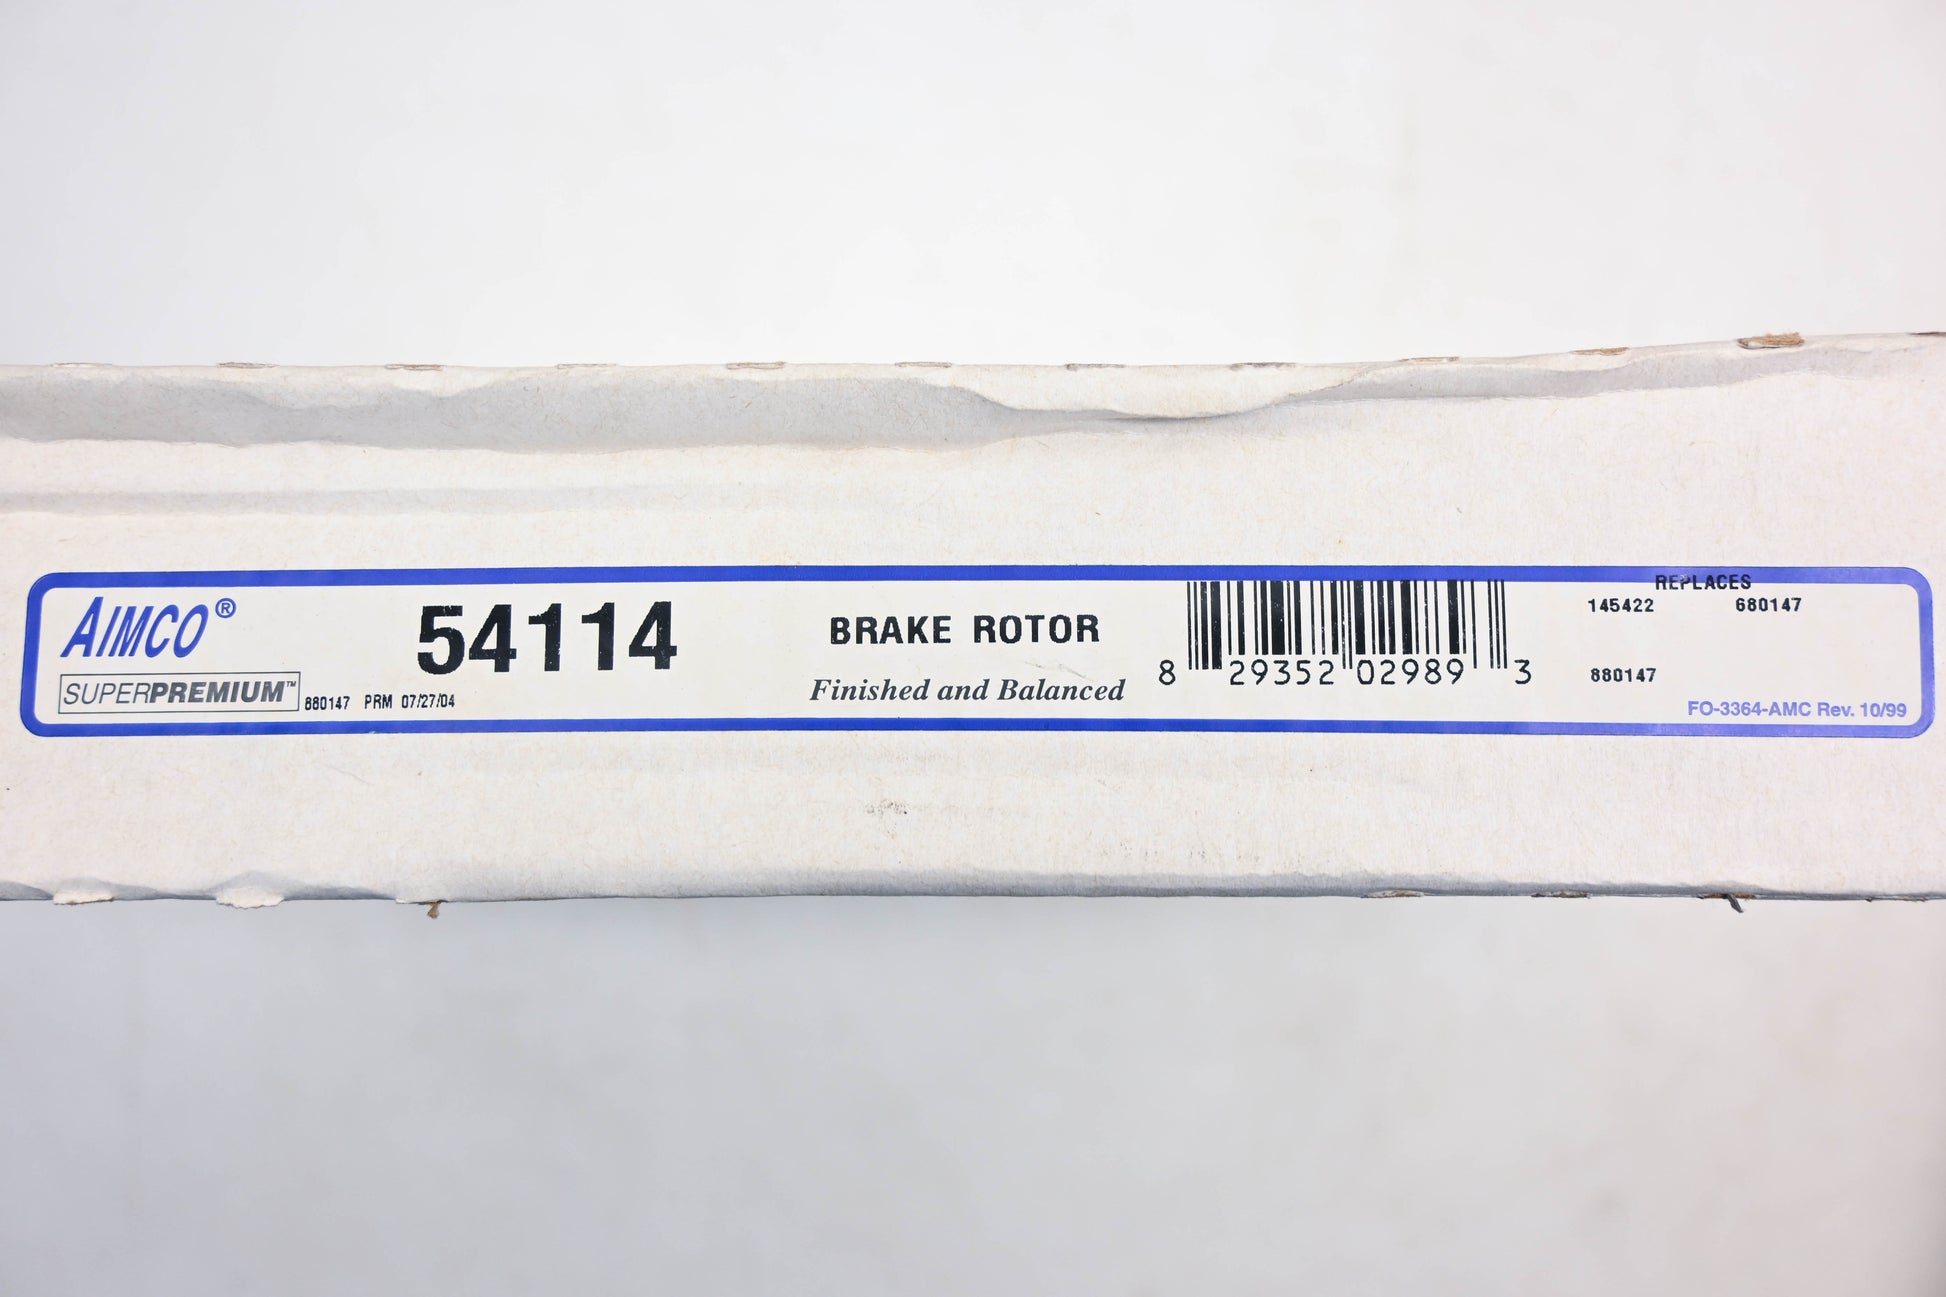 AIMCO®
SUPERPREMIUM™
880147 PRM 07/27/04
54114
BRAKE ROTOR
Finished and Balanced
8 29352 02989 3
REPLACES
145422 680147
880147
FO-3364-AMC Rev. 10/99